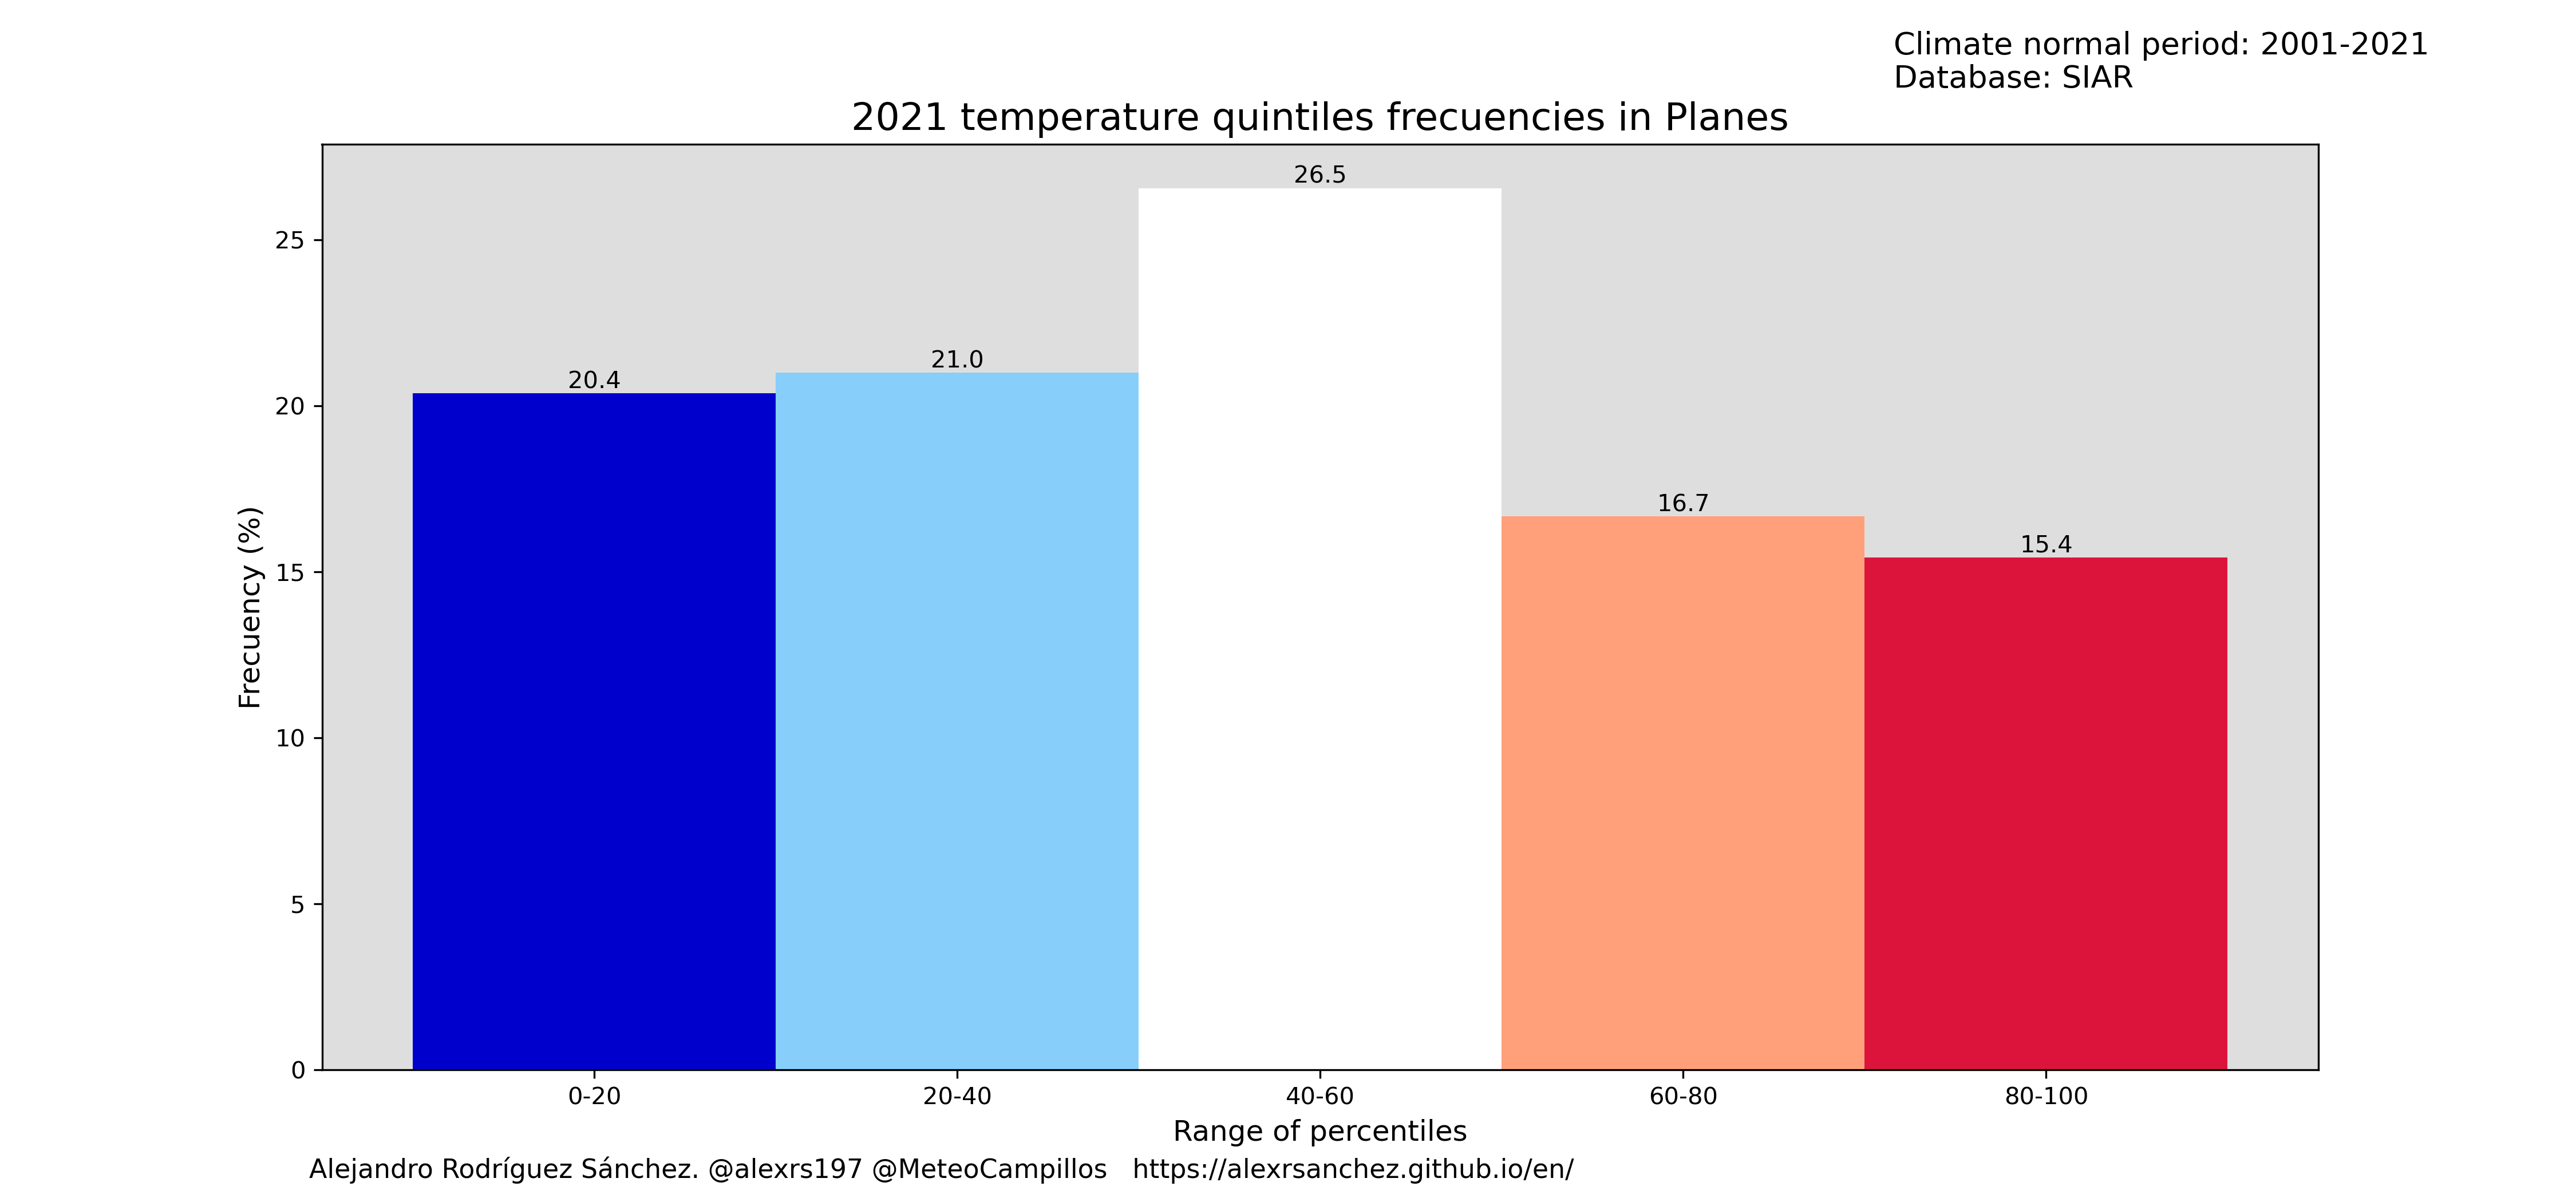 Climate normal period: 2001-2021
Database: SIAR
2021 temperature quintiles frecuencies in Planes
26.5
25
21.0
20.4
20
16.7
15.4
15
Frecuency (%)
10
5
0
0-20 20-40 40-60 60-80 80-100
Range of percentiles
Alejandro Rodríguez Sánchez. @alexrs197 @MeteoCampillos https://alexrsanchez.github.io/en/